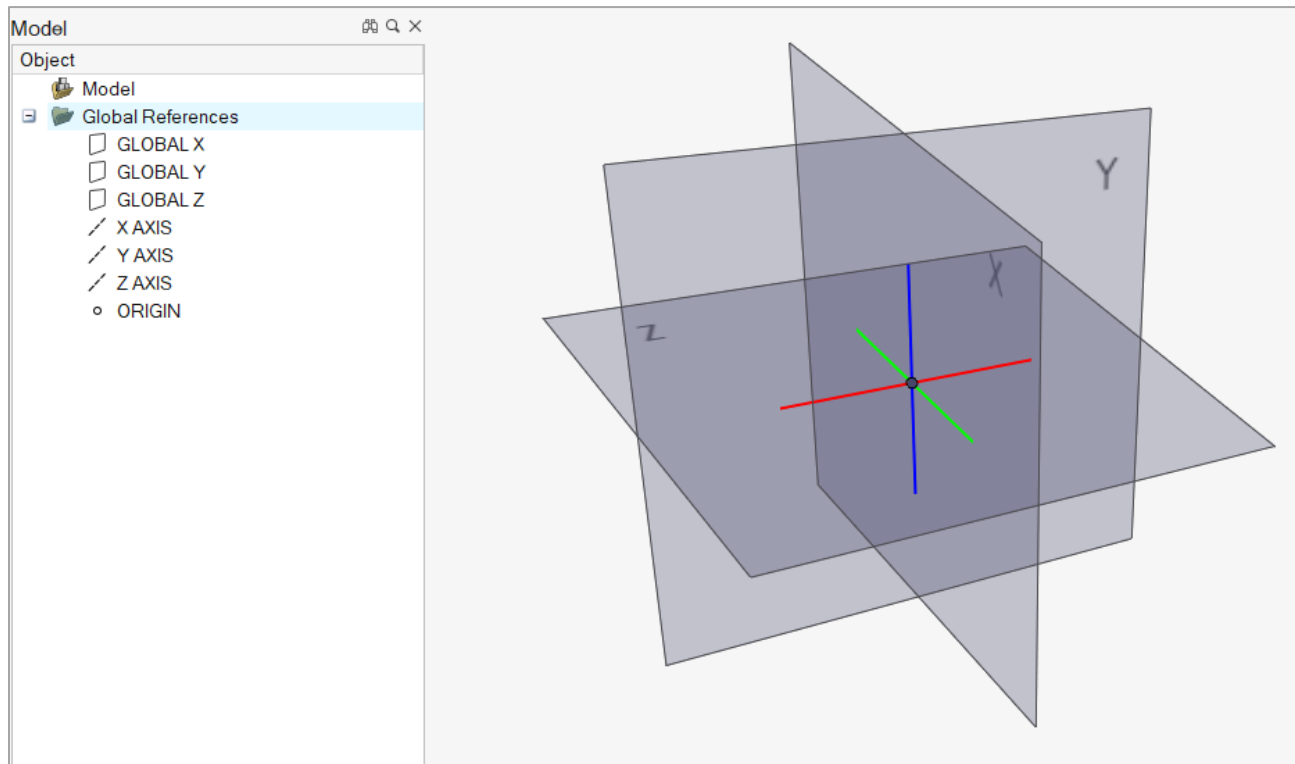 Model
Object
Model
Global References
GLOBAL X
GLOBAL Y
GLOBAL Z
X AXIS
Y AXIS
Z AXIS
ORIGIN
Y
X
Z